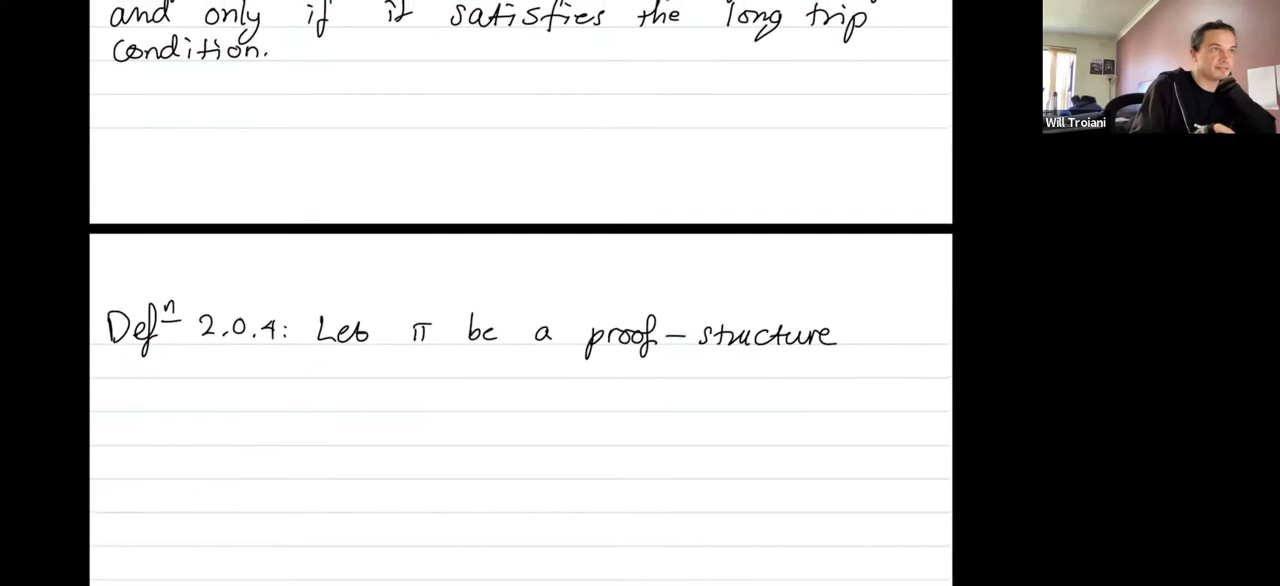 and only if it satisfies the long trip
condition.
Defⁿ 2.0.4: Let π be a proof-structure
Will Troiani